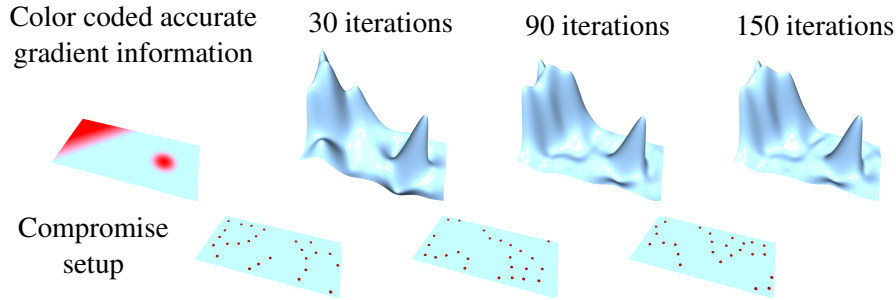 Color coded accurate
gradient information
30 iterations
90 iterations
150 iterations
Compromise
setup